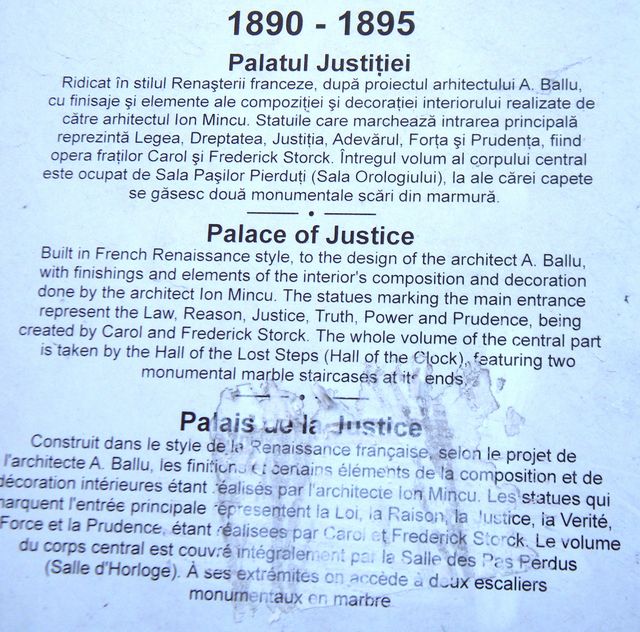 1890 - 1895
Palatul Justiției
Ridicat în stilul Renașterii franceze, după proiectul arhitectului A. Ballu,
cu finisaje și elemente ale compoziției și decorației interiorului realizate de
către arhitectul Ion Mincu. Statuile care marchează intrarea principală
reprezintă Legea, Dreptatea, Justiția, Adevărul, Forța și Prudența, fiind
opera fraților Carol și Frederick Storck. Întregul volum al corpului central
este ocupat de Sala Pașilor Pierduți (Sala Orologiului), la ale cărei capete
se găsesc două monumentale scări din marmură.
Palace of Justice
Built in French Renaissance style, to the design of the architect A. Ballu,
with finishings and elements of the interior's composition and decoration
done by the architect Ion Mincu. The statues marking the main entrance
represent the Law, Reason, Justice, Truth, Power and Prudence, being
created by Carol and Frederick Storck. The whole volume of the central part
is taken by the Hall of the Lost Steps (Hall of the Clock), featuring two
monumental marble staircases at its ends.
Palais de la Justice
Construit dans le style de la Renaissance française, selon le projet de
l'architecte A. Ballu, les finitions et certains éléments de la composition et de
décoration intérieures étant réalisés par l'architecte Ion Mincu. Les statues qui
marquent l'entrée principale représentent la Loi, la Raison, la Justice, la Vérité,
Force et la Prudence, étant réalisees par Carol et Frederick Storck. Le volume
du corps central est couvré intégralement par la Salle des Pas Perdus
(Salle d'Horloge). À ses extrémites on accède à deux escaliers
monumentaux en marbre